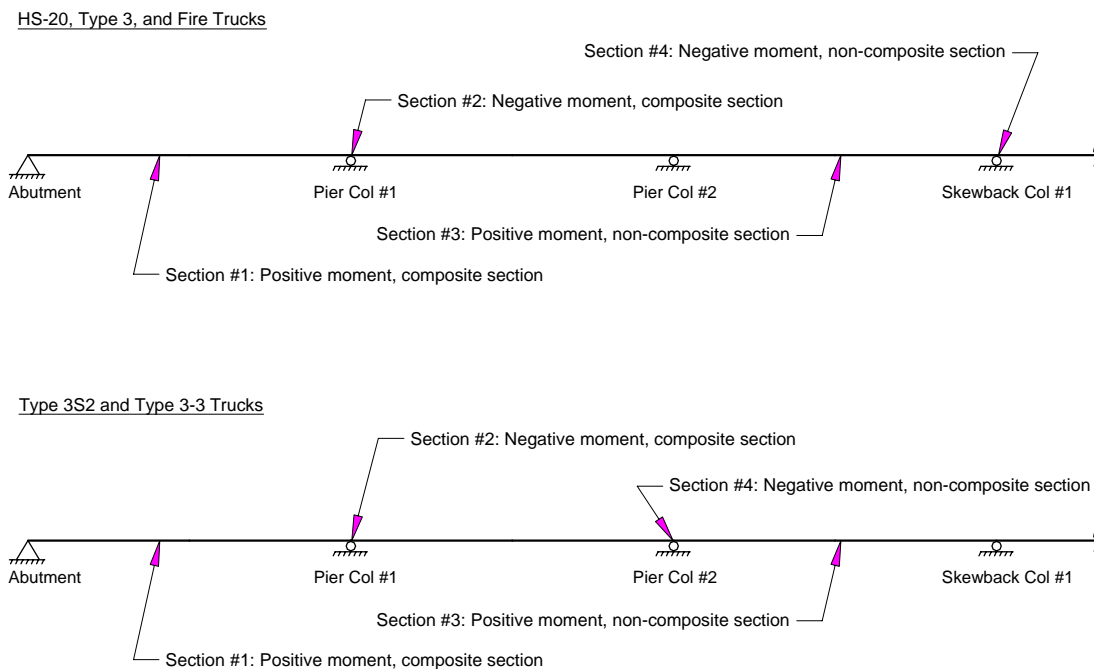 HS-20, Type 3, and Fire Trucks
Section #4: Negative moment, non-composite section
Section #2: Negative moment, composite section
Abutment
Pier Col #1
Pier Col #2
Skewback Col #1
Section #3: Positive moment, non-composite section
Section #1: Positive moment, composite section
Type 3S2 and Type 3-3 Trucks
Section #2: Negative moment, composite section
Section #4: Negative moment, non-composite section
Abutment
Pier Col #1
Pier Col #2
Skewback Col #1
Section #3: Positive moment, non-composite section
Section #1: Positive moment, composite section